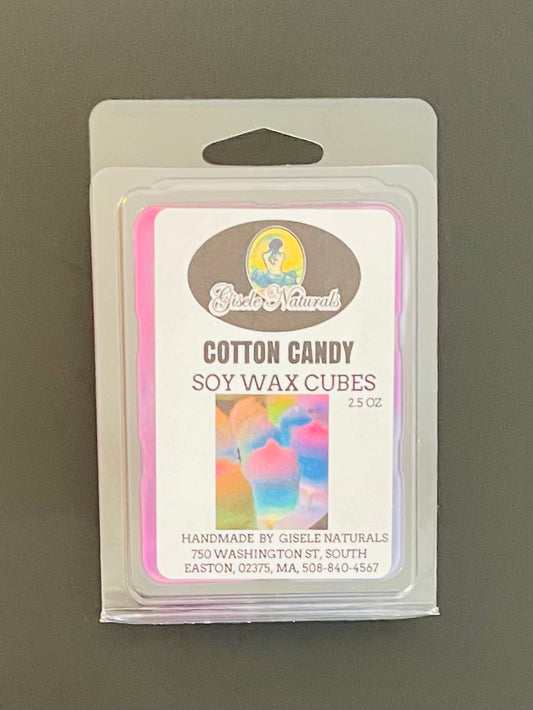 Gisele Naturals
COTTON CANDY
SOY WAX CUBES
2.5 OZ
HANDMADE BY GISELE NATURALS
750 WASHINGTON ST, SOUTH
EASTON, 02375, MA, 508-840-4567